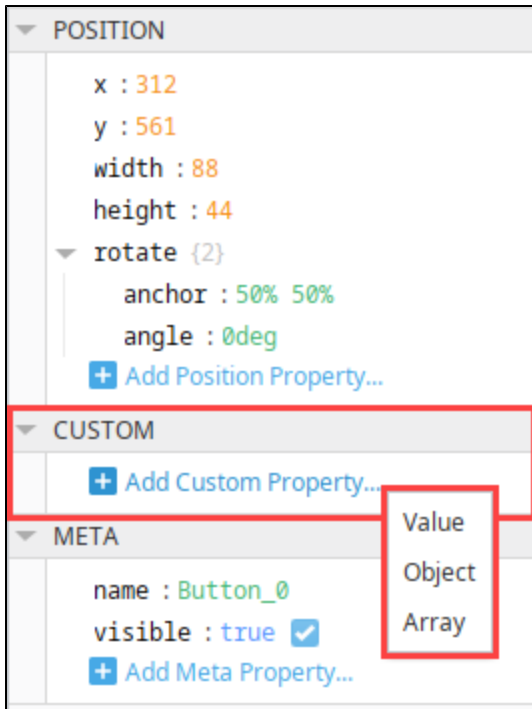 POSITION
x : 312
y : 561
width : 88
height : 44
rotate {2}
anchor : 50% 50%
angle : 0deg
Add Position Property...
CUSTOM
Add Custom Property...
Value
Object
Array
META
name : Button_0
visible : true
Add Meta Property...